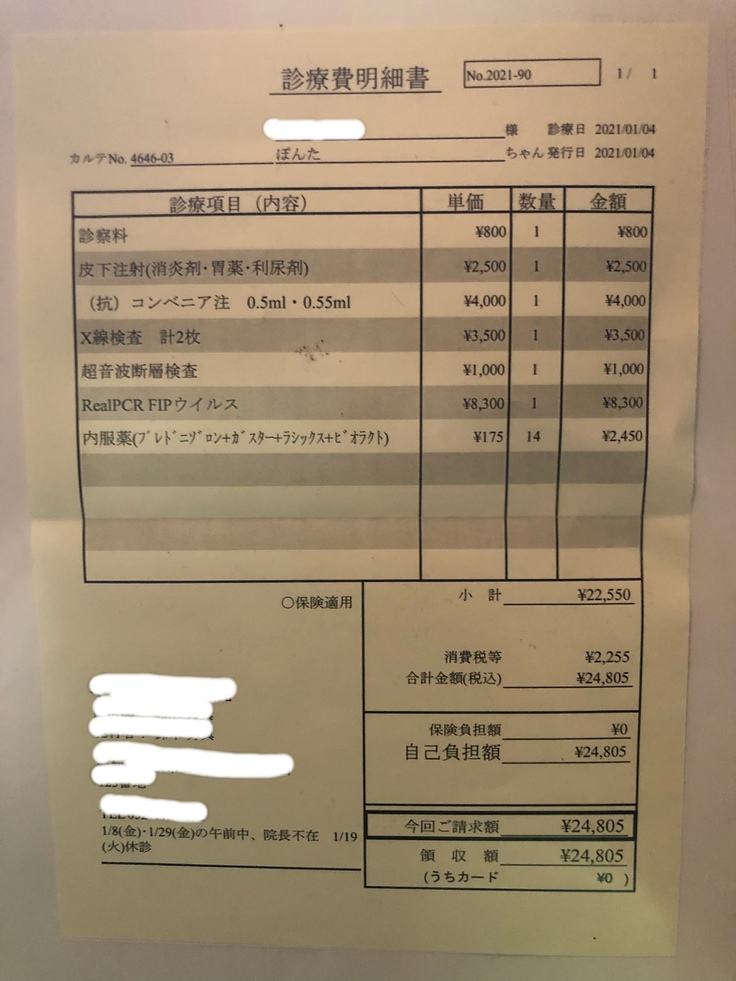 診療費明細書
No.2021-90
1 / 1
様 診療日 2021/01/04
カルテNo. 4646-03 ぽんた ちゃん 発行日 2021/01/04
診療項目（内容） 単価 数量 金額
診察料 ¥800 1 ¥800
皮下注射(消炎剤・胃薬・利尿剤) ¥2,500 1 ¥2,500
（抗）コンベニア注 0.5ml・0.55ml ¥4,000 1 ¥4,000
X線検査 計2枚 ¥3,500 1 ¥3,500
超音波断層検査 ¥1,000 1 ¥1,000
RealPCR FIPウイルス ¥8,300 1 ¥8,300
内服薬(ﾌﾟﾚﾄﾞﾆｿﾞﾛﾝ+ｶﾞｽﾀｰ+ﾗｼｯｸｽ+ﾋﾞｵﾗｸﾄ) ¥175 14 ¥2,450
小 計 ¥22,550
〇保険適用
消費税等 ¥2,255
合計金額(税込) ¥24,805
保険負担額 ¥0
自己負担額 ¥24,805
今回ご請求額 ¥24,805
領 収 額 ¥24,805
(うちカード ¥0 )
1/8(金)・1/29(金)の午前中、院長不在 1/19
(火)休診